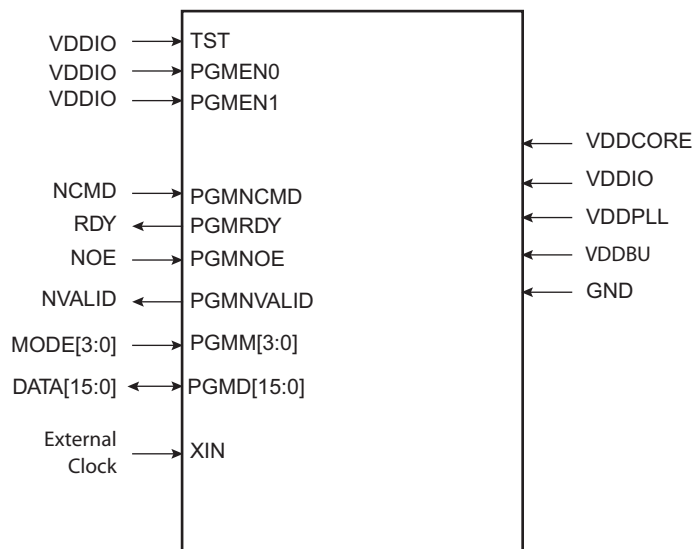 VDDIO TST
VDDIO PGMEN0
VDDIO PGMEN1
VDDCORE
VDDIO
NCMD PGMNCMD
VDDPLL
RDY PGMRDY
VDDBU
NOE PGMNOE
GND
NVALID PGMNVALID
MODE[3:0] PGMM[3:0]
DATA[15:0] PGMD[15:0]
External
Clock XIN